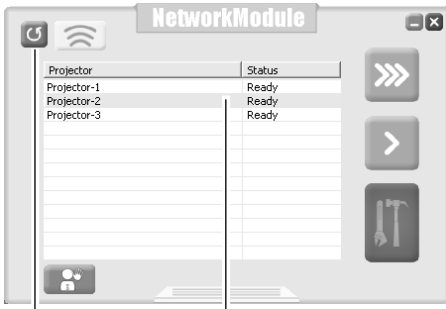 NetworkModule
Projector Status
Projector-1 Ready
Projector-2 Ready
Projector-3 Ready